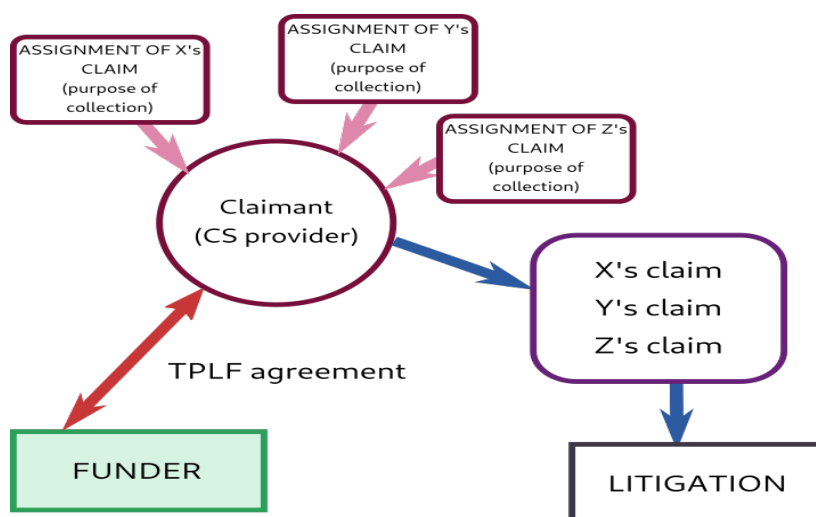 ASSIGNMENT OF X's
CLAIM
(purpose of
collection)
ASSIGNMENT OF Y's
CLAIM
(purpose of
collection)
ASSIGNMENT OF Z's
CLAIM
(purpose of
collection)
Claimant
(CS provider)
X's claim
Y's claim
Z's claim
TPLF agreement
FUNDER
LITIGATION